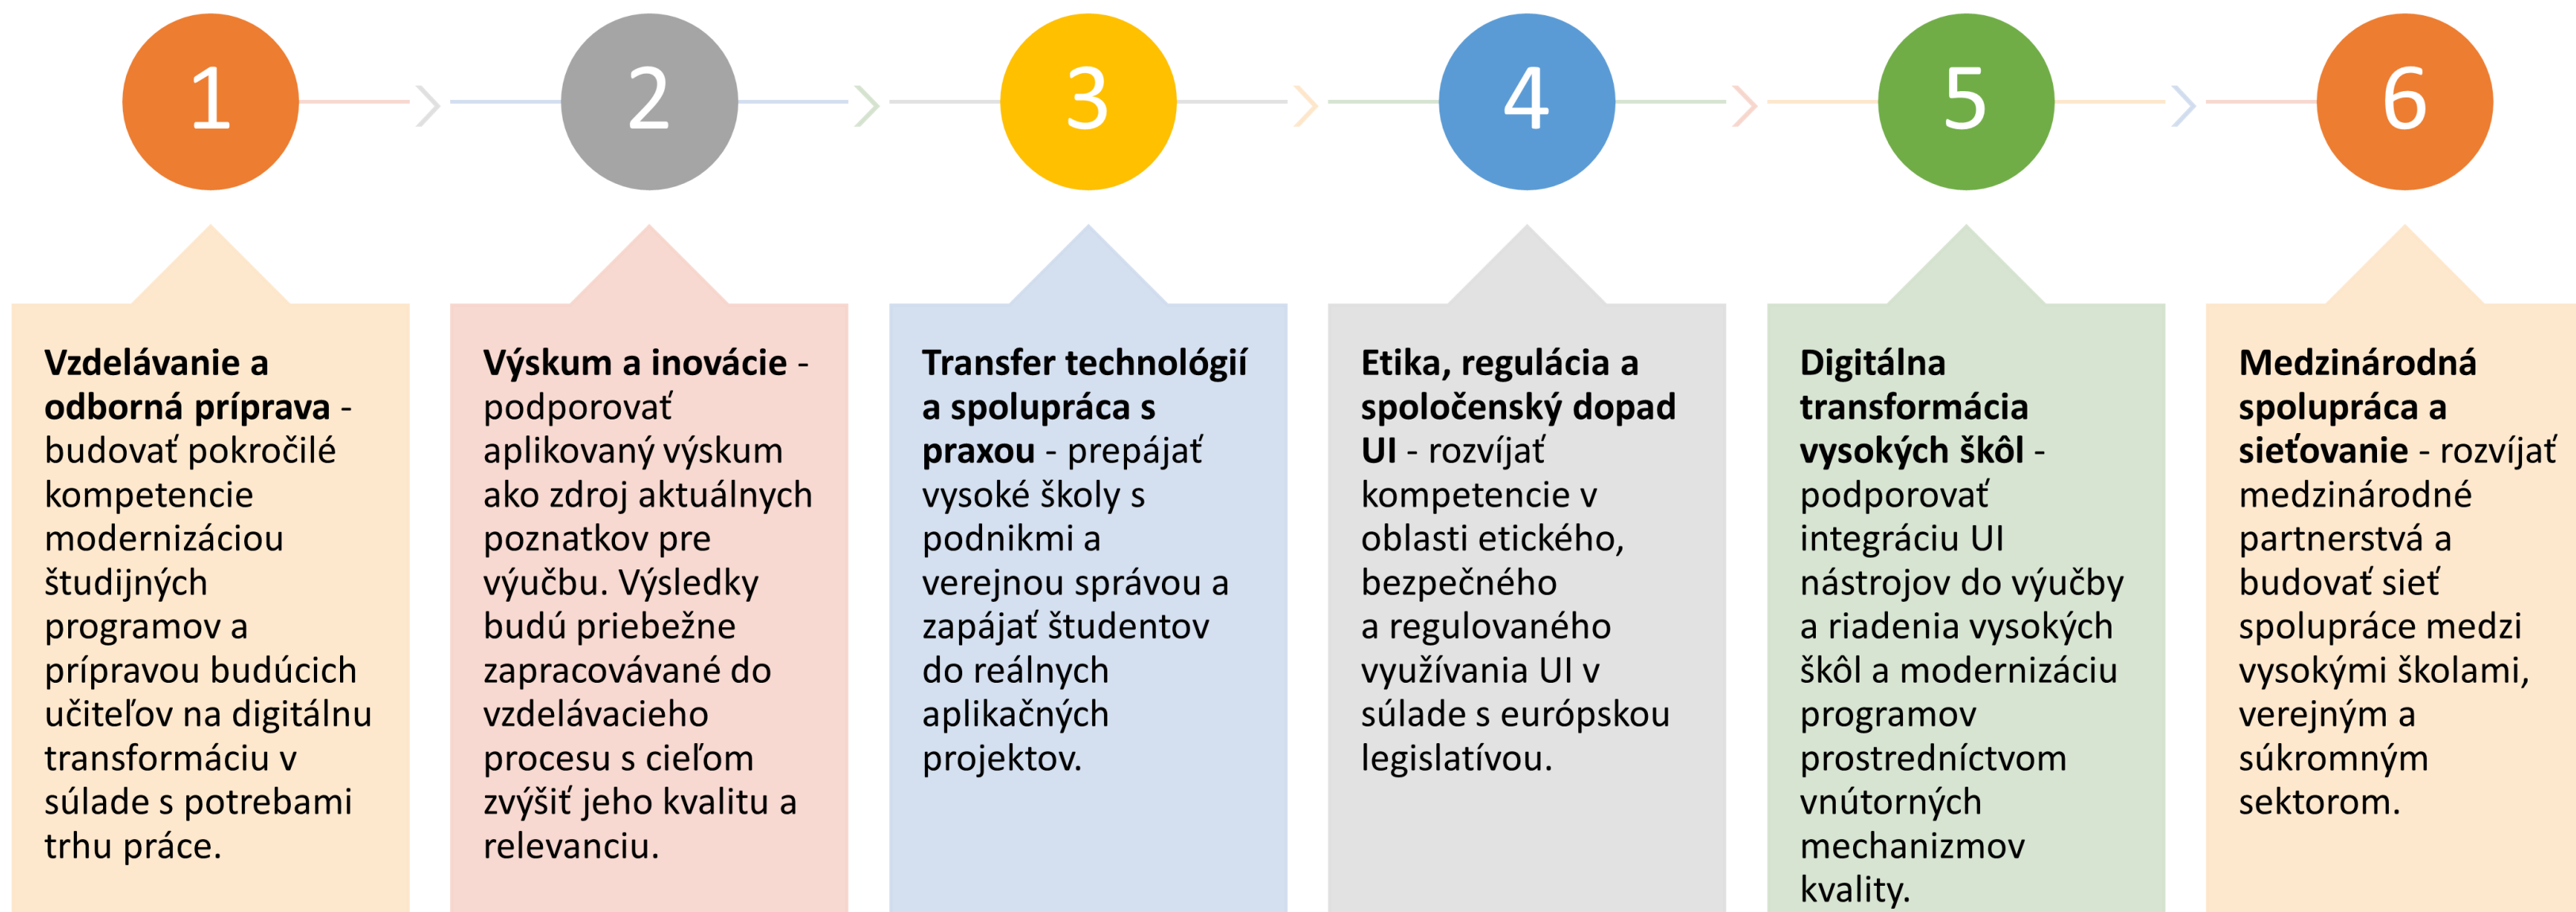 1
2
3
4
5
6
Vzdelávanie a
odborná príprava -
budovať pokročilé
kompetencie
modernizáciou
študijných
programov a
prípravou budúcich
učiteľov na digitálnu
transformáciu v
súlade s potrebami
trhu práce.
Výskum a inovácie -
podporovať
aplikovaný výskum
ako zdroj aktuálnych
poznatkov pre
výučbu. Výsledky
budú priebežne
zapracovávané do
vzdelávacieho
procesu s cieľom
zvýšiť jeho kvalitu a
relevanciu.
Transfer technológií
a spolupráca s
praxou - prepájať
vysoké školy s
podnikmi a
verejnou správou a
zapájať študentov
do reálnych
aplikačných
projektov.
Etika, regulácia a
spoločenský dopad
UI - rozvíjať
kompetencie v
oblasti etického,
bezpečného
a regulovaného
využívania UI v
súlade s európskou
legislatívou.
Digitálna
transformácia
vysokých škôl -
podporovať
integráciu UI
nástrojov do výučby
a riadenia vysokých
škôl a modernizáciu
programov
prostredníctvom
vnútorných
mechanizmov
kvality.
Medzinárodná
spolupráca a
sieťovanie - rozvíjať
medzinárodné
partnerstvá a
budovať sieť
spolupráce medzi
vysokými školami,
verejným a
súkromným
sektorom.